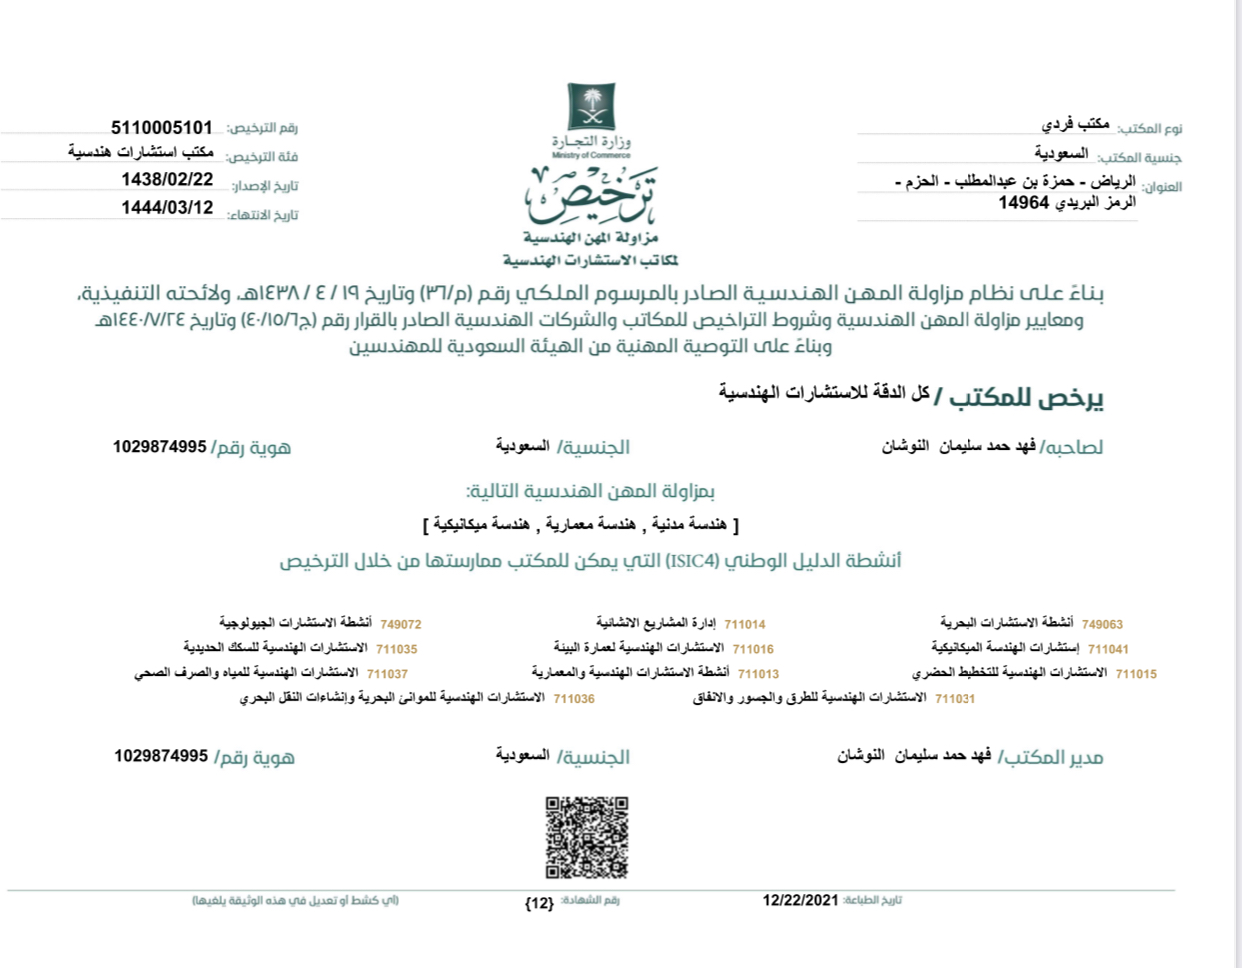 نوع المكتب: مكتب فردي
جنسية المكتب: السعودية
العنوان: الرياض - حمزة بن عبدالمطلب - الحزم -
الرمز البريدي 14964
وزارة التجارة
Ministry of Commerce
ترخيص
مزاولة المهن الهندسية
لمكاتب الاستشارات الهندسية
رقم الترخيص: 5110005101
فئة الترخيص: مكتب استشارات هندسية
تاريخ الإصدار: 1438/02/22
تاريخ الانتهاء: 1444/03/12
بناءً على نظام مزاولة المهن الهندسية الصادر بالمرسوم الملكي رقم (م/٣٦) وتاريخ ١٩ / ٤ / ١٤٣٨هـ، ولائحته التنفيذية،
ومعايير مزاولة المهن الهندسية وشروط التراخيص للمكاتب والشركات الهندسية الصادر بالقرار رقم (ج٤٠/١٥/٦) وتاريخ ١٤٤٠/٧/٢٤هـ
وبناءً على التوصية المهنية من الهيئة السعودية للمهندسين
يرخص للمكتب / كل الدقة للاستشارات الهندسية
لصاحبه/ فهد حمد سليمان النوشان الجنسية/ السعودية هوية رقم/ 1029874995
بمزاولة المهن الهندسية التالية:
[ هندسة مدنية , هندسة معمارية , هندسة ميكانيكية ]
أنشطة الدليل الوطني (ISIC4) التي يمكن للمكتب ممارستها من خلال الترخيص
749063 أنشطة الاستشارات البحرية 711014 إدارة المشاريع الانشائية 749072 أنشطة الاستشارات الجيولوجية
711041 إستشارات الهندسة الميكانيكية 711016 الاستشارات الهندسية لعمارة البيئة 711035 الاستشارات الهندسية للسكك الحديدية
711015 الاستشارات الهندسية للتخطيط الحضري 711013 أنشطة الاستشارات الهندسية والمعمارية 711037 الاستشارات الهندسية للمياه والصرف الصحي
711031 الاستشارات الهندسية للطرق والجسور والانفاق 711036 الاستشارات الهندسية للموانئ البحرية وإنشاءات النقل البحري
مدير المكتب/ فهد حمد سليمان النوشان الجنسية/ السعودية هوية رقم/ 1029874995
تاريخ الطباعة: 12/22/2021 رقم الشهادة: {12} (أي كشط أو تعديل في هذه الوثيقة يلغيها)